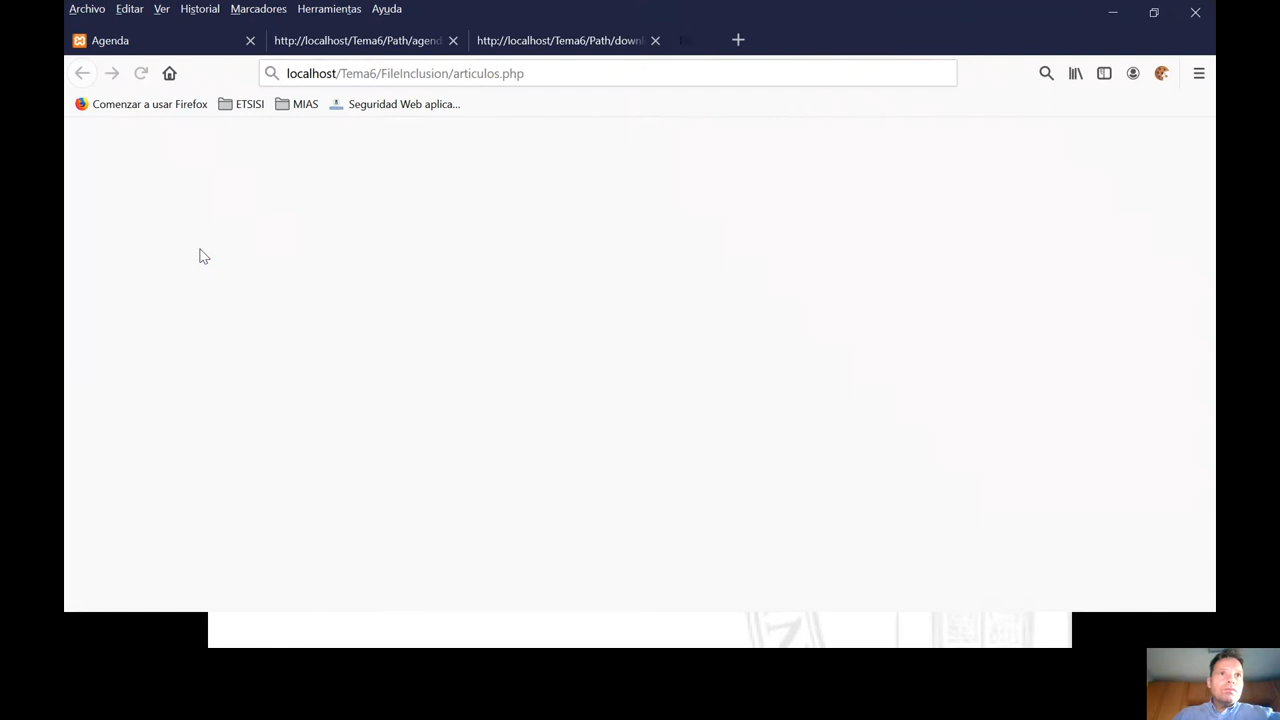 Archivo Editar Ver Historial Marcadores Herramientas Ayuda
Agenda http://localhost/Tema6/Path/agend http://localhost/Tema6/Path/downl
localhost/Tema6/FileInclusion/articulos.php
Comenzar a usar Firefox ETSISI MIAS Seguridad Web aplica...